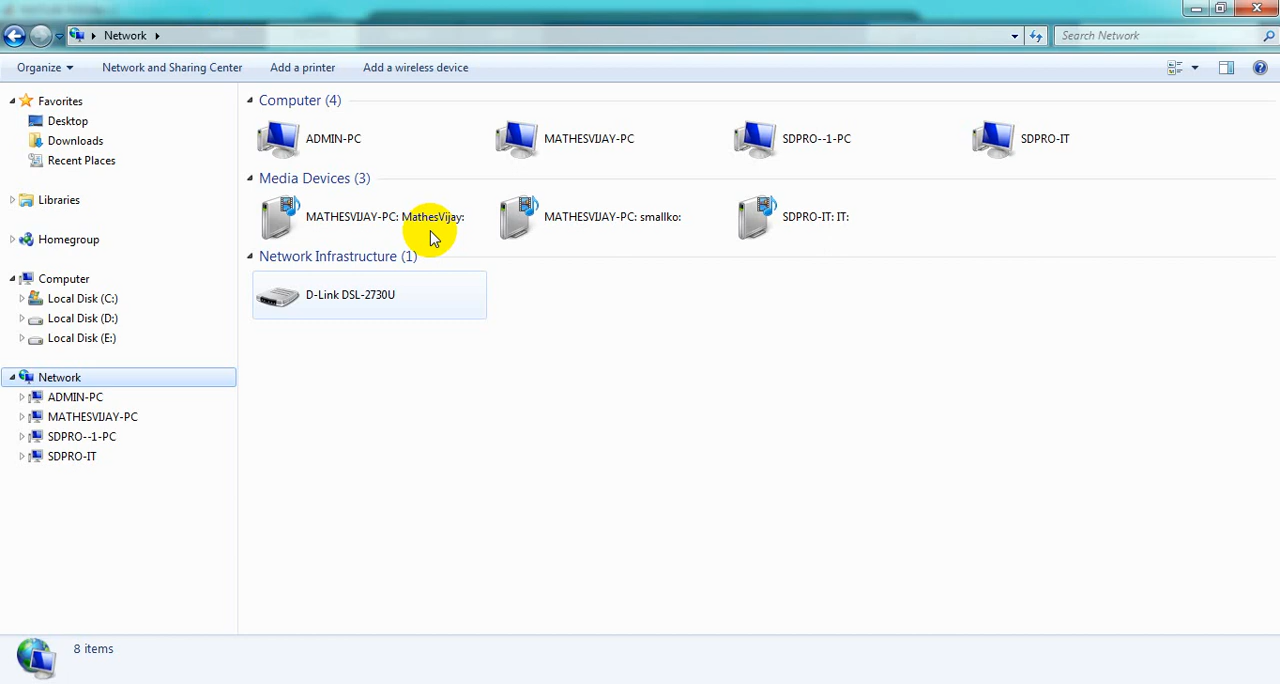 Network
Search Network
Organize
Network and Sharing Center
Add a printer
Add a wireless device
Favorites
Desktop
Downloads
Recent Places
Libraries
Homegroup
Computer
Local Disk (C:)
Local Disk (D:)
Local Disk (E:)
Network
ADMIN-PC
MATHESVIJAY-PC
SDPRO--1-PC
SDPRO-IT
Computer (4)
ADMIN-PC
MATHESVIJAY-PC
SDPRO--1-PC
SDPRO-IT
Media Devices (3)
MATHESVIJAY-PC: MathesVijay:
MATHESVIJAY-PC: smallko:
SDPRO-IT: IT:
Network Infrastructure (1)
D-Link DSL-2730U
8 items